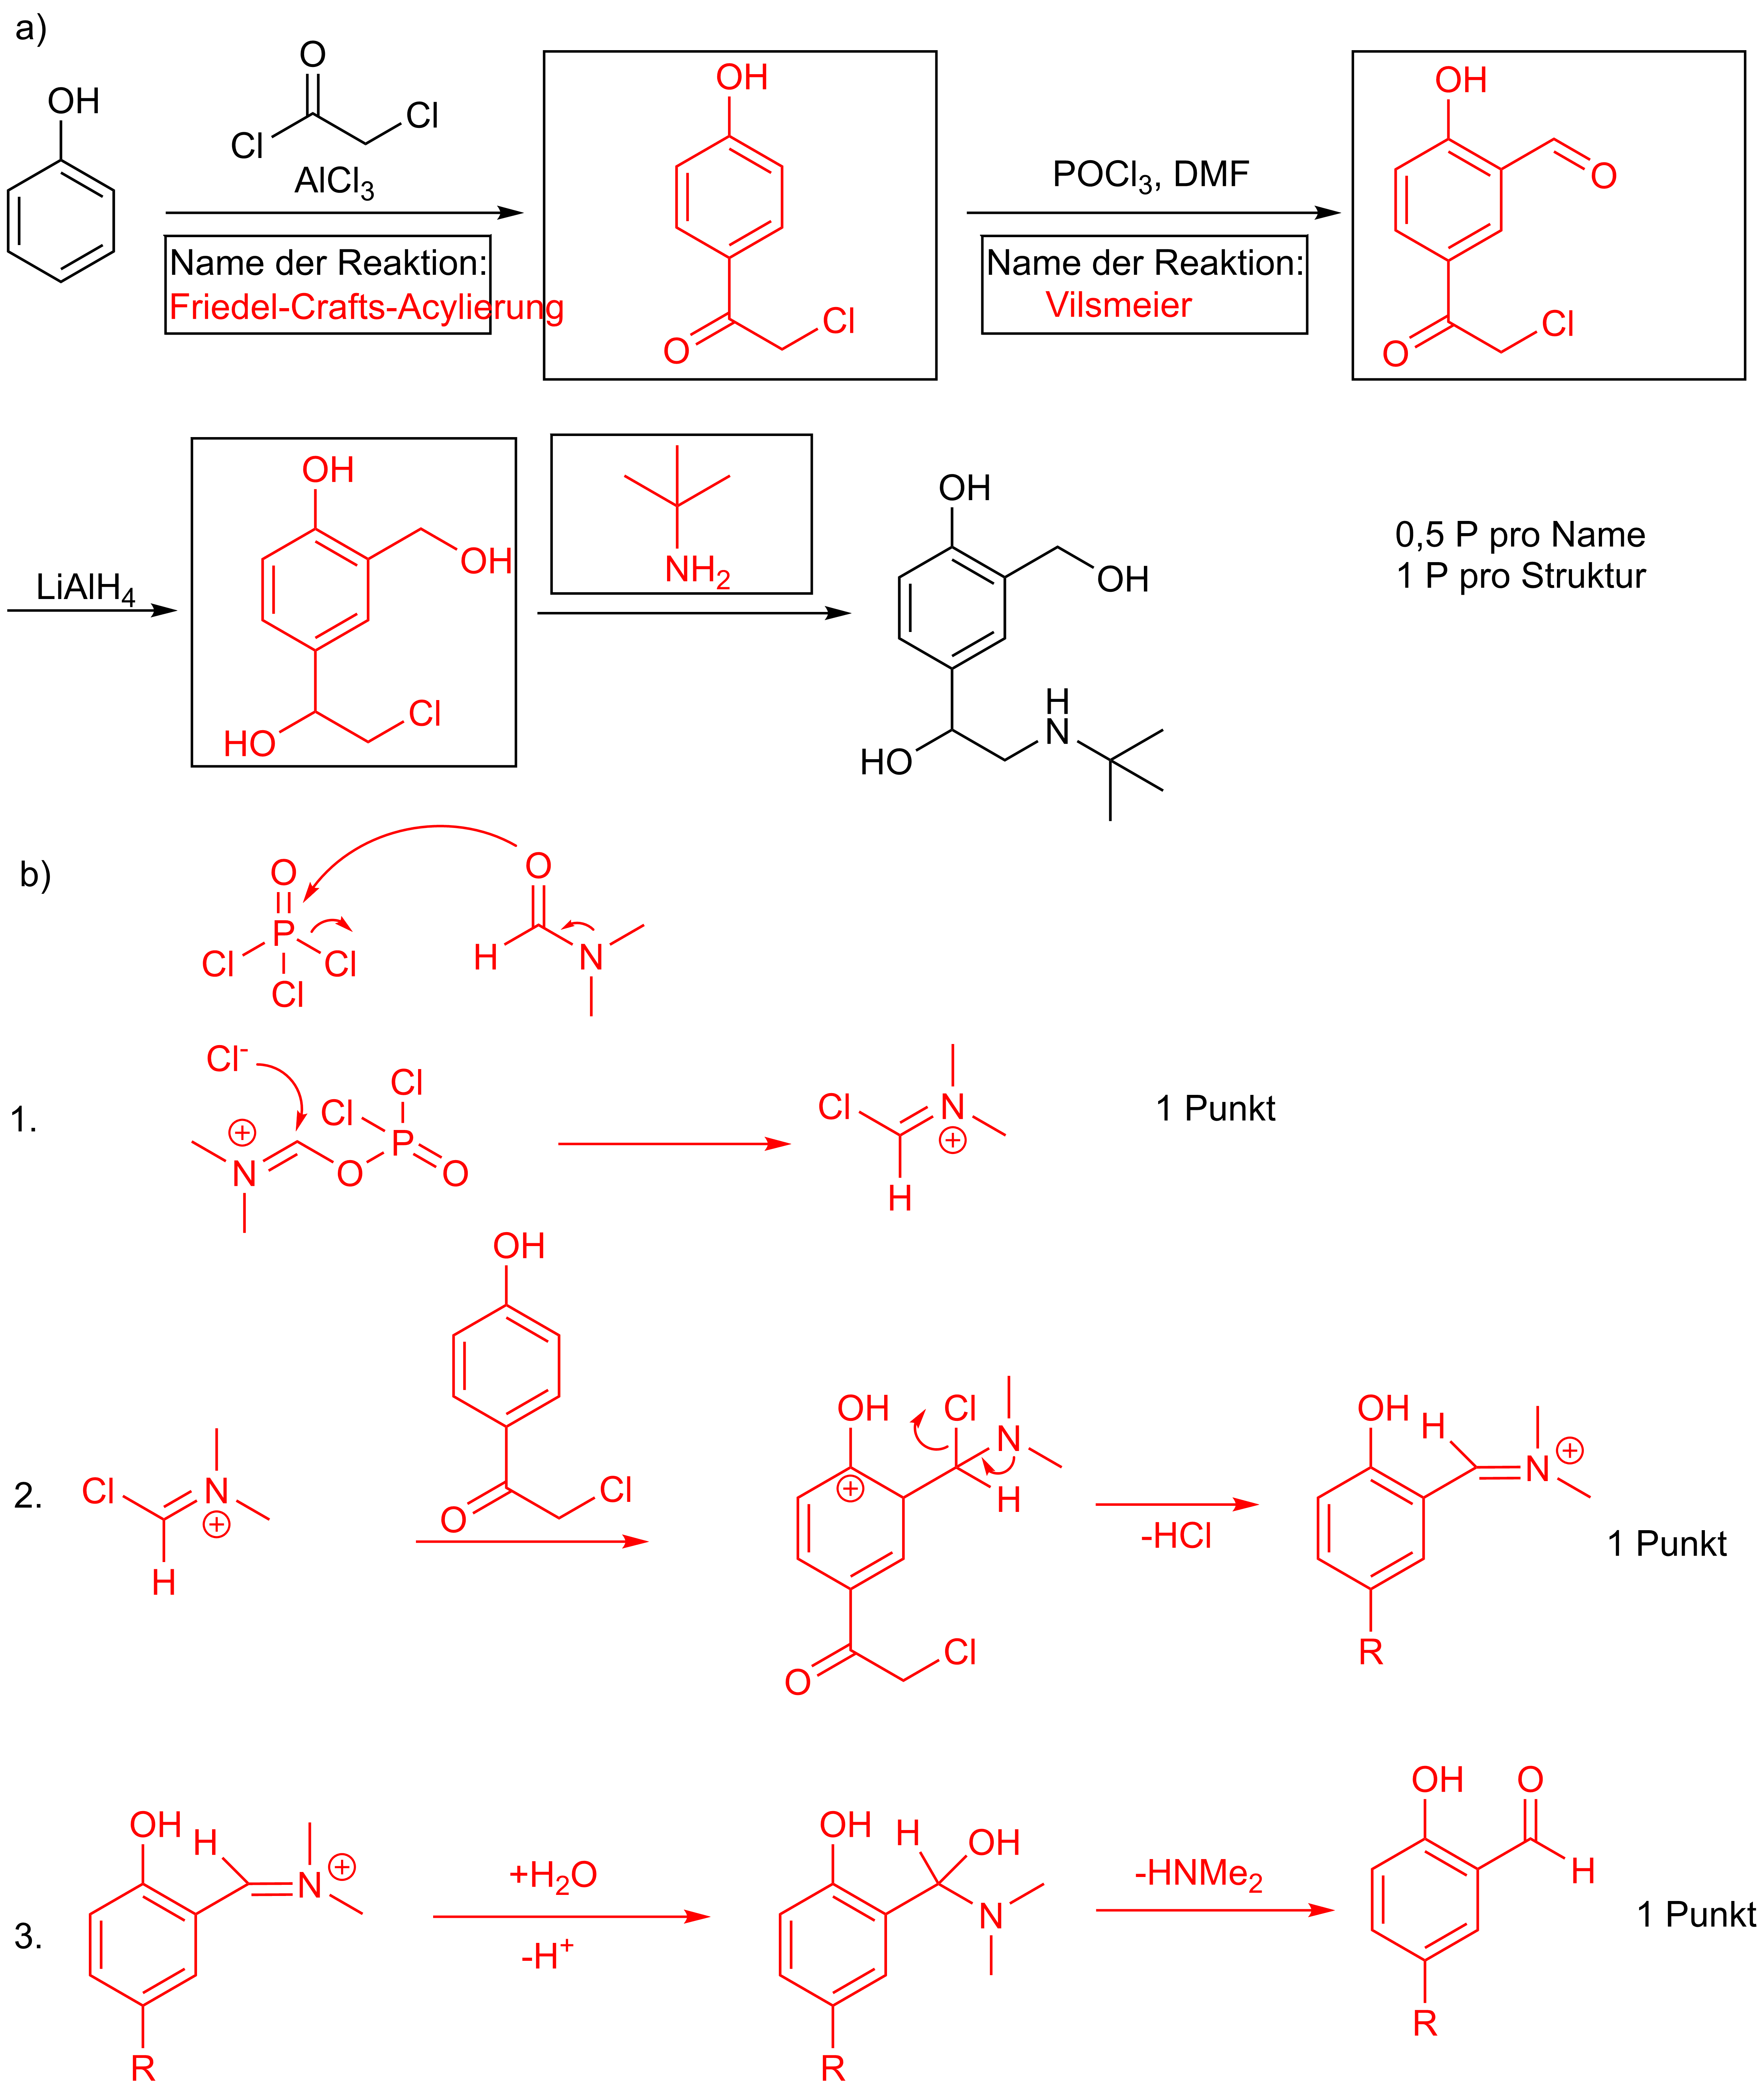 a)
OH
O
Cl
Cl
AlCl3
Name der Reaktion:
Friedel-Crafts-Acylierung
OH
O
Cl
POCl3, DMF
Name der Reaktion:
Vilsmeier
OH
O
O
Cl
LiAlH4
OH
OH
HO
Cl
NH2
OH
OH
HO
H
N
0,5 P pro Name
1 P pro Struktur
b)
O
P
Cl
Cl
Cl
O
H
N
1.
Cl-
Cl
Cl
P
N
O
O
Cl
N
H
1 Punkt
2.
Cl
N
H
OH
O
Cl
OH
Cl
N
H
O
Cl
-HCl
OH
H
N
R
1 Punkt
3.
OH
H
N
R
+H2O
-H+
OH
H
OH
N
R
-HNMe2
OH
O
H
R
1 Punkt